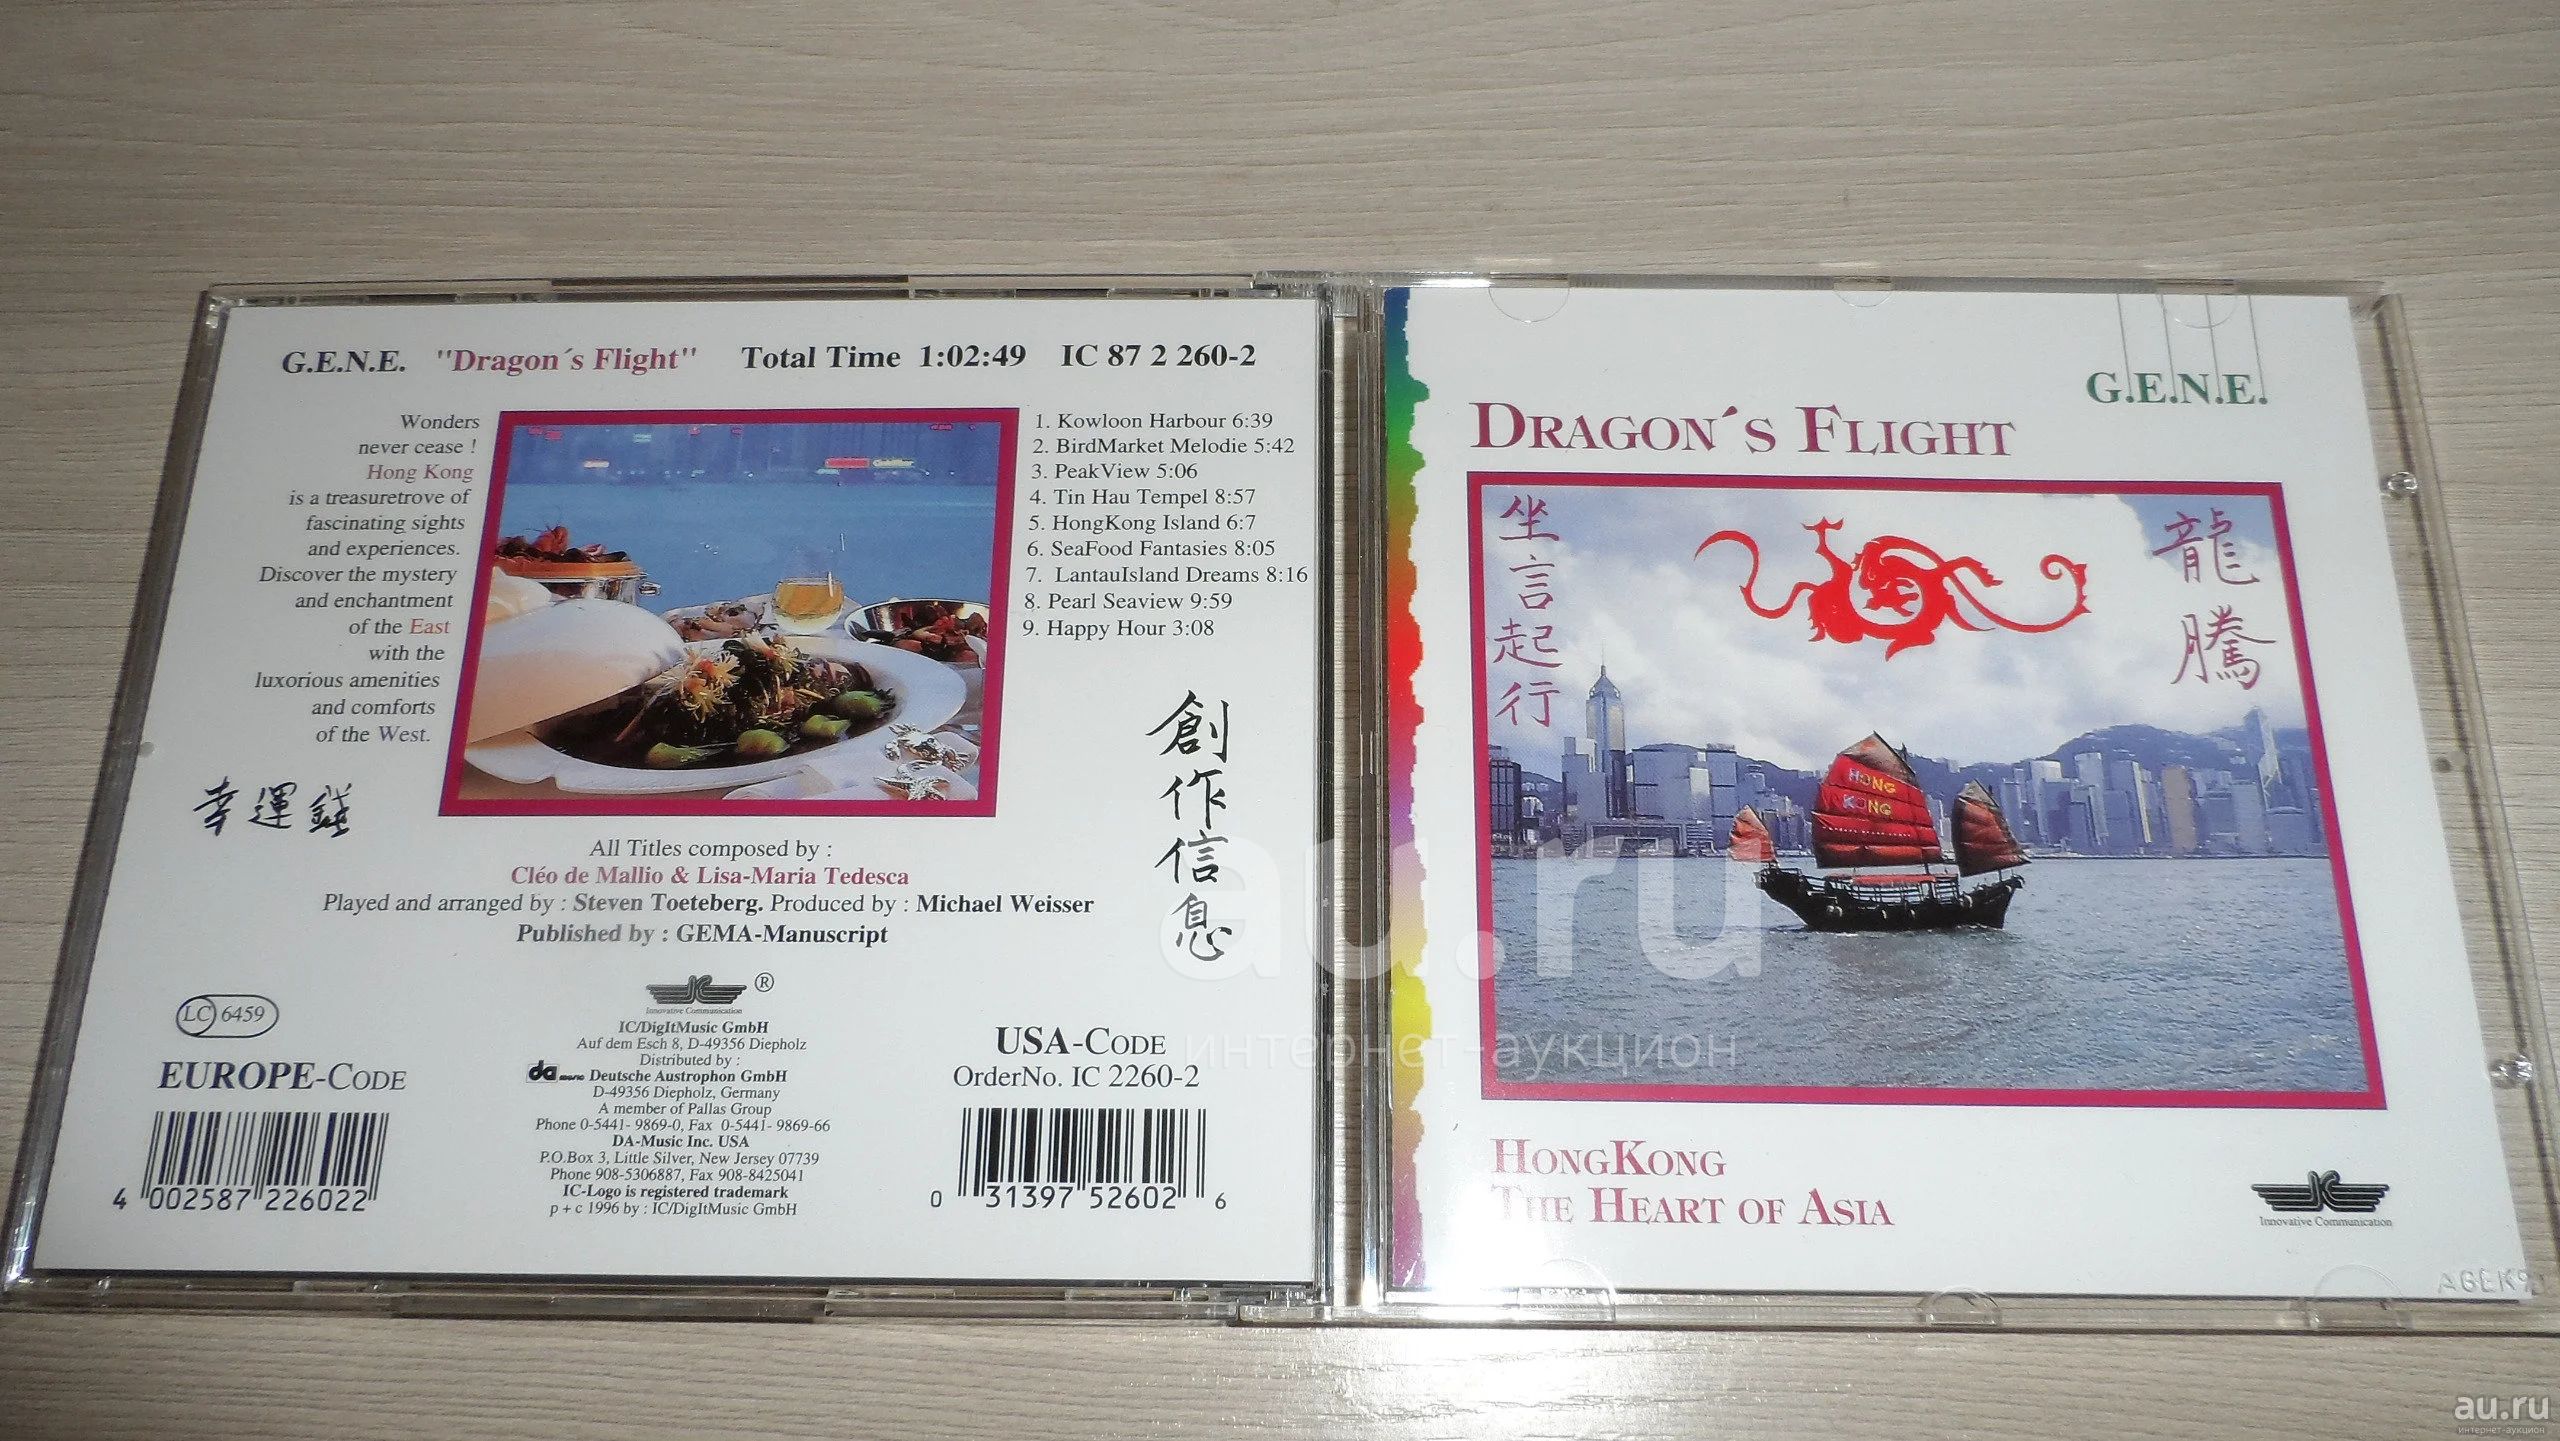 G.E.N.E. "Dragon´s Flight" Total Time 1:02:49 IC 87 2 260-2
Wonders
never cease !
Hong Kong
is a treasuretrove of
fascinating sights
and experiences.
Discover the mystery
and enchantment
of the East
with the
luxorious amenities
and comforts
of the West.
幸運錢
1. Kowloon Harbour 6:39
2. BirdMarket Melodie 5:42
3. PeakView 5:06
4. Tin Hau Tempel 8:57
5. HongKong Island 6:7
6. SeaFood Fantasies 8:05
7. LantauIsland Dreams 8:16
8. Pearl Seaview 9:59
9. Happy Hour 3:08
創作信息
All Titles composed by :
Cléo de Mallio & Lisa-Maria Tedesca
Played and arranged by : Steven Toeteberg. Produced by : Michael Weisser
Published by : GEMA-Manuscript
LC 6459
EUROPE-CODE
4 002587 226022
IC ®
Innovative Communication
IC/DigItMusic GmbH
Auf dem Esch 8, D-49356 Diepholz
Distributed by :
da music Deutsche Austrophon GmbH
D-49356 Diepholz, Germany
A member of Pallas Group
Phone 0-5441- 9869-0, Fax 0-5441- 9869-66
DA-Music Inc. USA
P.O.Box 3, Little Silver, New Jersey 07739
Phone 908-5306887, Fax 908-8425041
IC-Logo is registered trademark
p + c 1996 by : IC/DigItMusic GmbH
USA-CODE
OrderNo. IC 2260-2
0 31397 52602 6
G.E.N.E.
DRAGON´S FLIGHT
坐言起行
龍騰
HONG
KONG
HONGKONG
THE HEART OF ASIA
IC
Innovative Communication
au.ru
интернет-аукцион
au.ru
интернет-аукцион